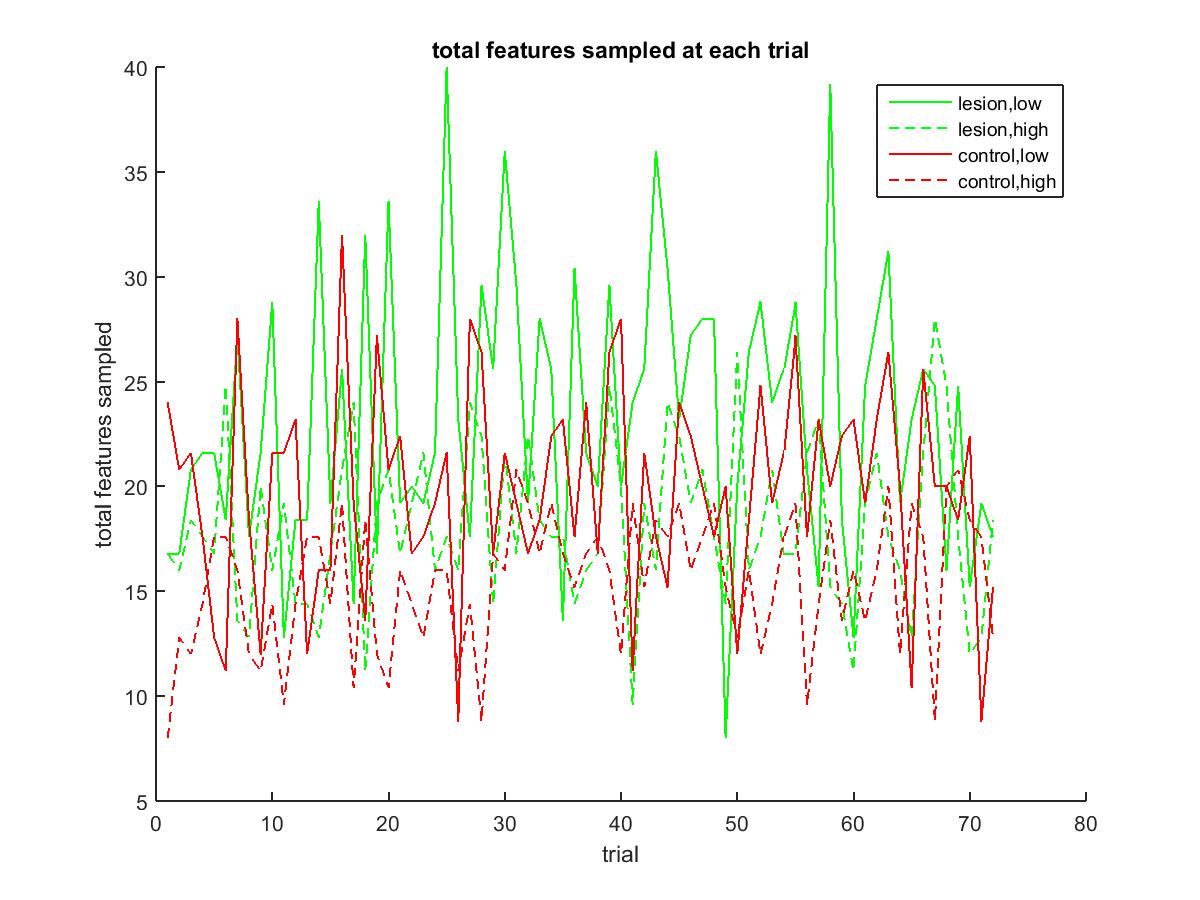 total features sampled at each trial
lesion,low
lesion,high
control,low
control,high
total features sampled
40
35
30
25
20
15
10
5
0 10 20 30 40 50 60 70 80
trial